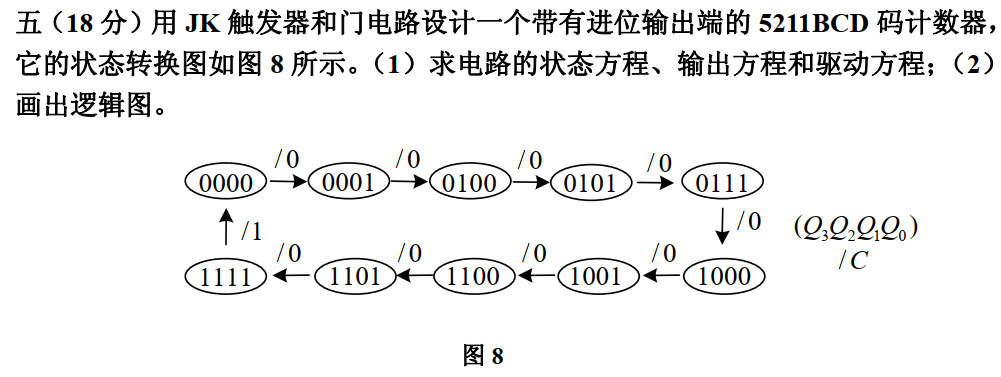 五（18 分）用 JK 触发器和门电路设计一个带有进位输出端的 5211BCD 码计数器，
它的状态转换图如图 8 所示。（1）求电路的状态方程、输出方程和驱动方程；（2）
画出逻辑图。
/0 /0 /0 /0
0000 0001 0100 0101 0111
/1 /0 (Q3Q2Q1Q0)
/0 /0 /0 /0 /C
1111 1101 1100 1001 1000
图 8